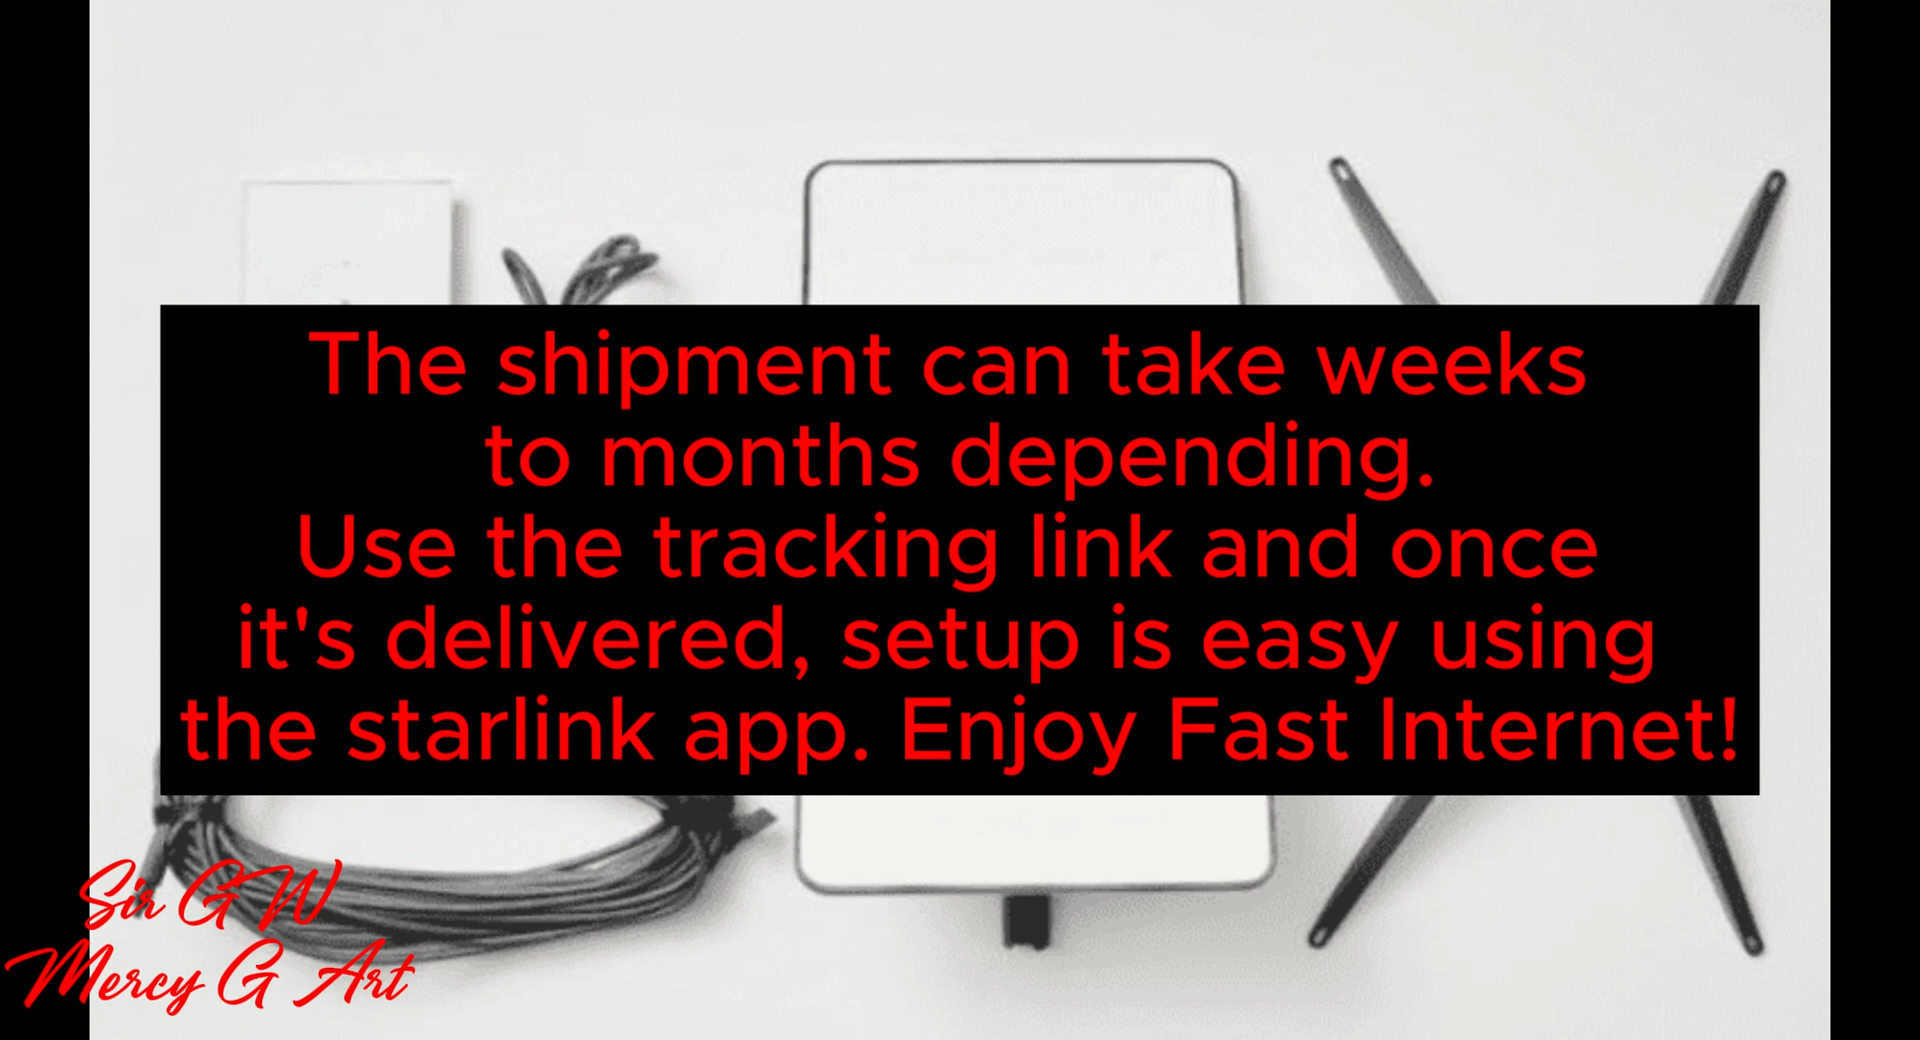 The shipment can take weeks
to months depending.
Use the tracking link and once
it's delivered, setup is easy using
the starlink app. Enjoy Fast Internet!
Sir GW
Mercy G Art